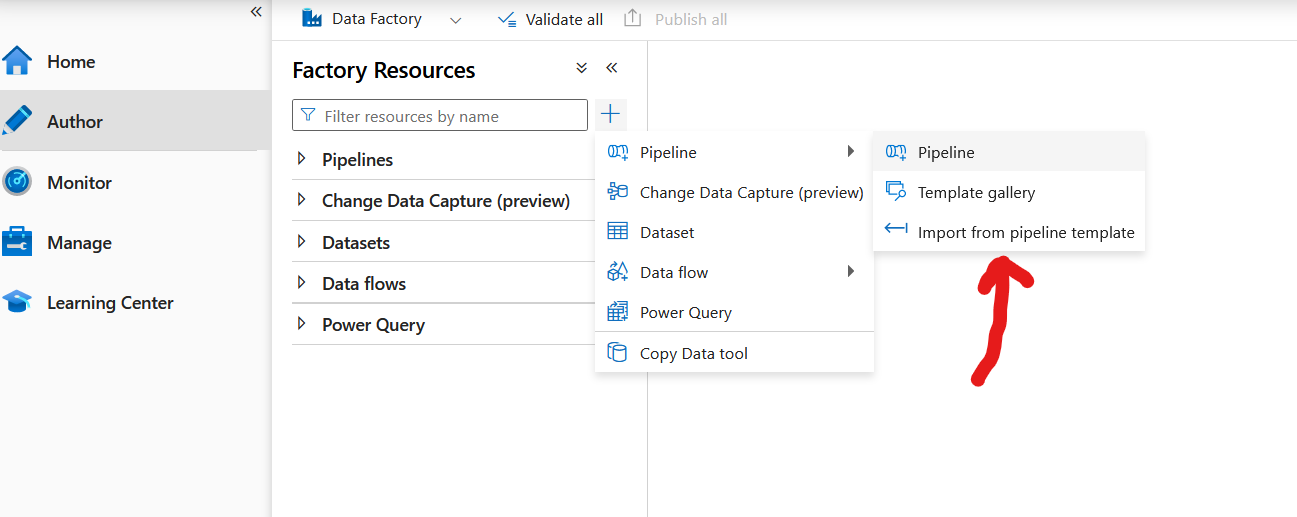 «
Home
Author
Monitor
Manage
Learning Center
Data Factory
Validate all
Publish all
Factory Resources
«
Filter resources by name
+
Pipelines
Change Data Capture (preview)
Datasets
Data flows
Power Query
Pipeline
Change Data Capture (preview)
Dataset
Data flow
Power Query
Copy Data tool
Pipeline
Template gallery
Import from pipeline template